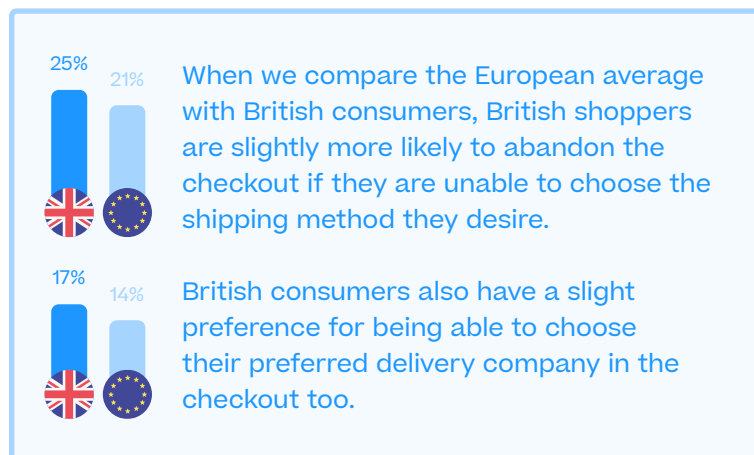 25%
21%
When we compare the European average
with British consumers, British shoppers
are slightly more likely to abandon the
checkout if they are unable to choose the
shipping method they desire.
17%
14%
British consumers also have a slight
preference for being able to choose
their preferred delivery company in the
checkout too.